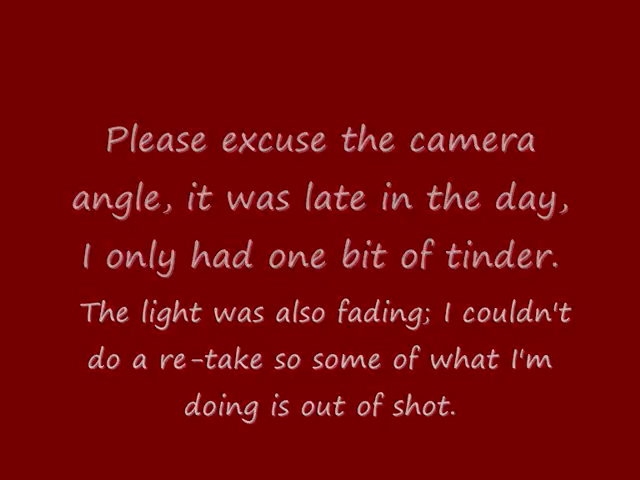 Please excuse the camera
angle, it was late in the day,
I only had one bit of tinder.
The light was also fading; I couldn't
do a re-take so some of what I'm
doing is out of shot.